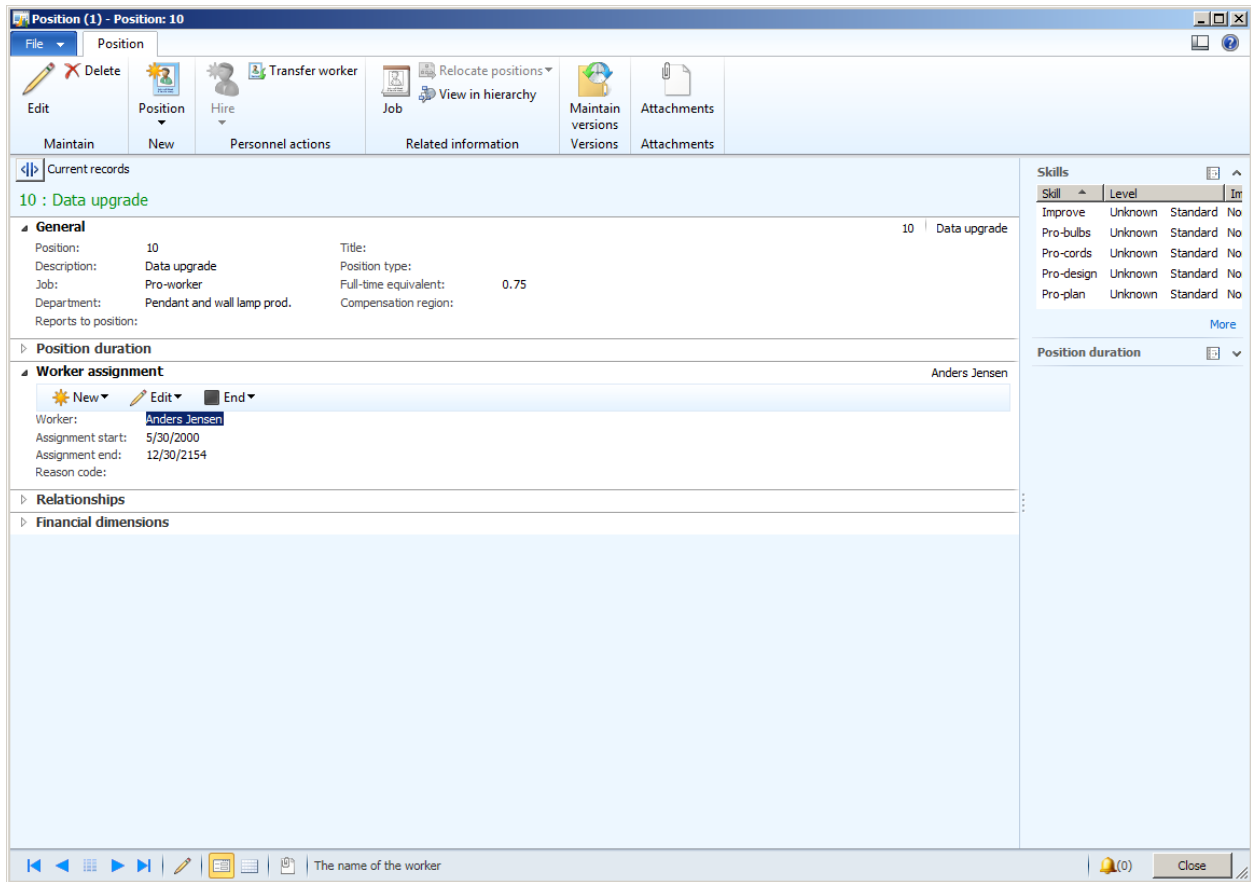 Position (1) - Position: 10
File Position
Delete Transfer worker Relocate positions
View in hierarchy
Edit Position Hire Job Maintain versions Attachments
Maintain New Personnel actions Related information Versions Attachments
Current records
10 : Data upgrade
General 10 Data upgrade
Position: 10 Title:
Description: Data upgrade Position type:
Job: Pro-worker Full-time equivalent: 0.75
Department: Pendant and wall lamp prod. Compensation region:
Reports to position:
Position duration
Worker assignment Anders Jensen
New Edit End
Worker: Anders Jensen
Assignment start: 5/30/2000
Assignment end: 12/30/2154
Reason code:
Relationships
Financial dimensions
Skills
Skill Level Im
Improve Unknown Standard No
Pro-bulbs Unknown Standard No
Pro-cords Unknown Standard No
Pro-design Unknown Standard No
Pro-plan Unknown Standard No
More
Position duration
The name of the worker (0) Close